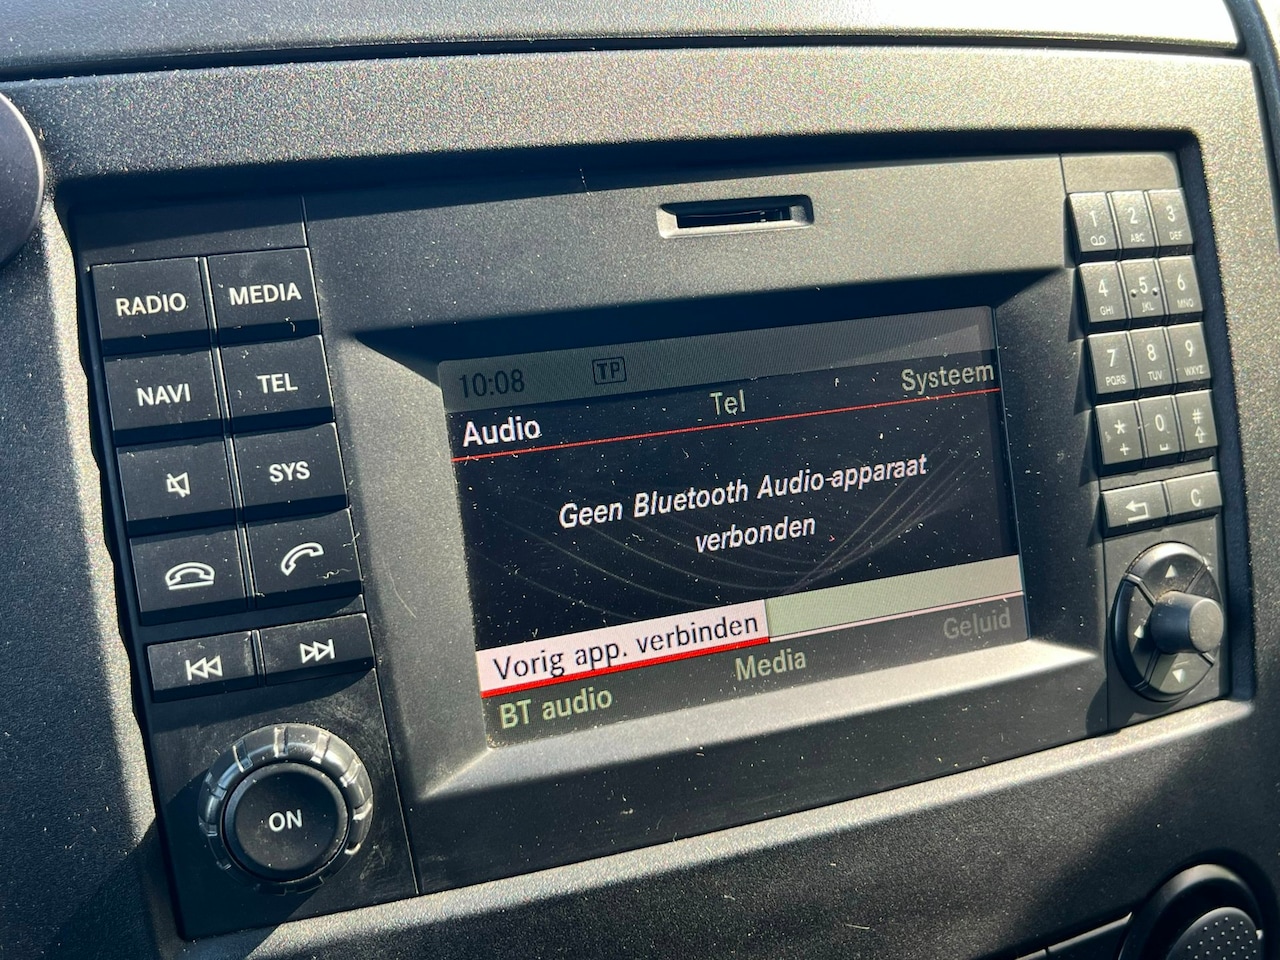 RADIO
MEDIA
NAVI
TEL
SYS
ON
10:08
TP
Audio
Tel
Systeem
Geen Bluetooth Audio-apparaat
verbonden
Vorig app. verbinden
BT audio
Media
Geluid
1
2 ABC
3 DEF
4 GHI
5 JKL
6 MNO
7 PQRS
8 TUV
9 WXYZ
* +
0
#
C